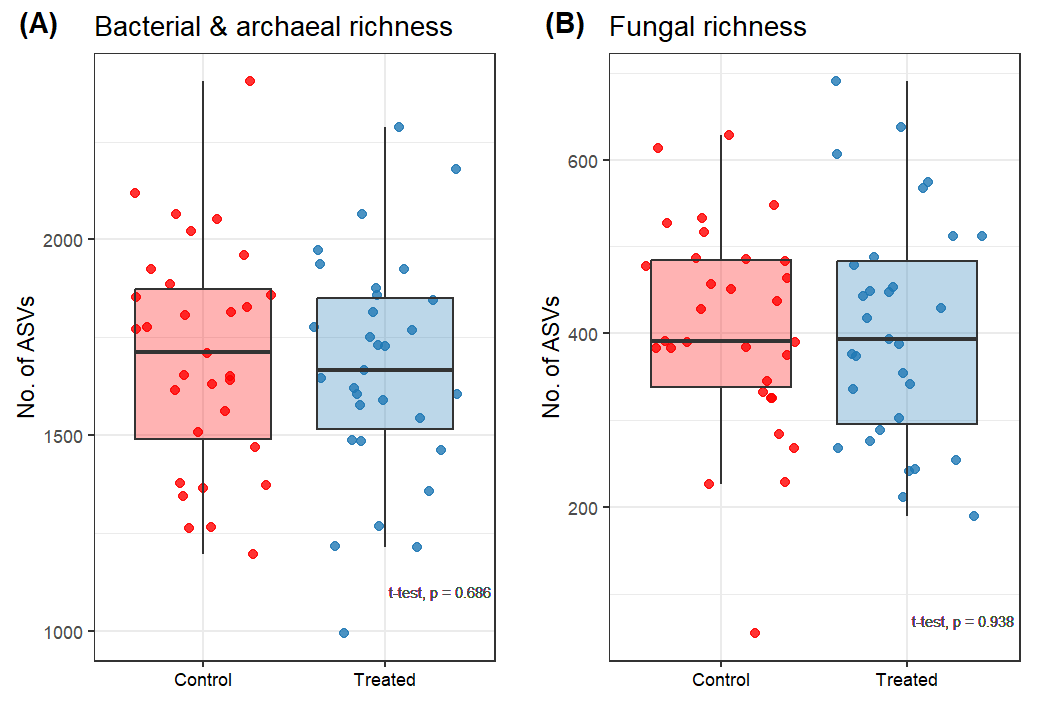 (A) Bacterial & archaeal richness
No. of ASVs
2000
1500
1000
t-test, p = 0.686
Control Treated
(B) Fungal richness
No. of ASVs
600
400
200
t-test, p = 0.938
Control Treated